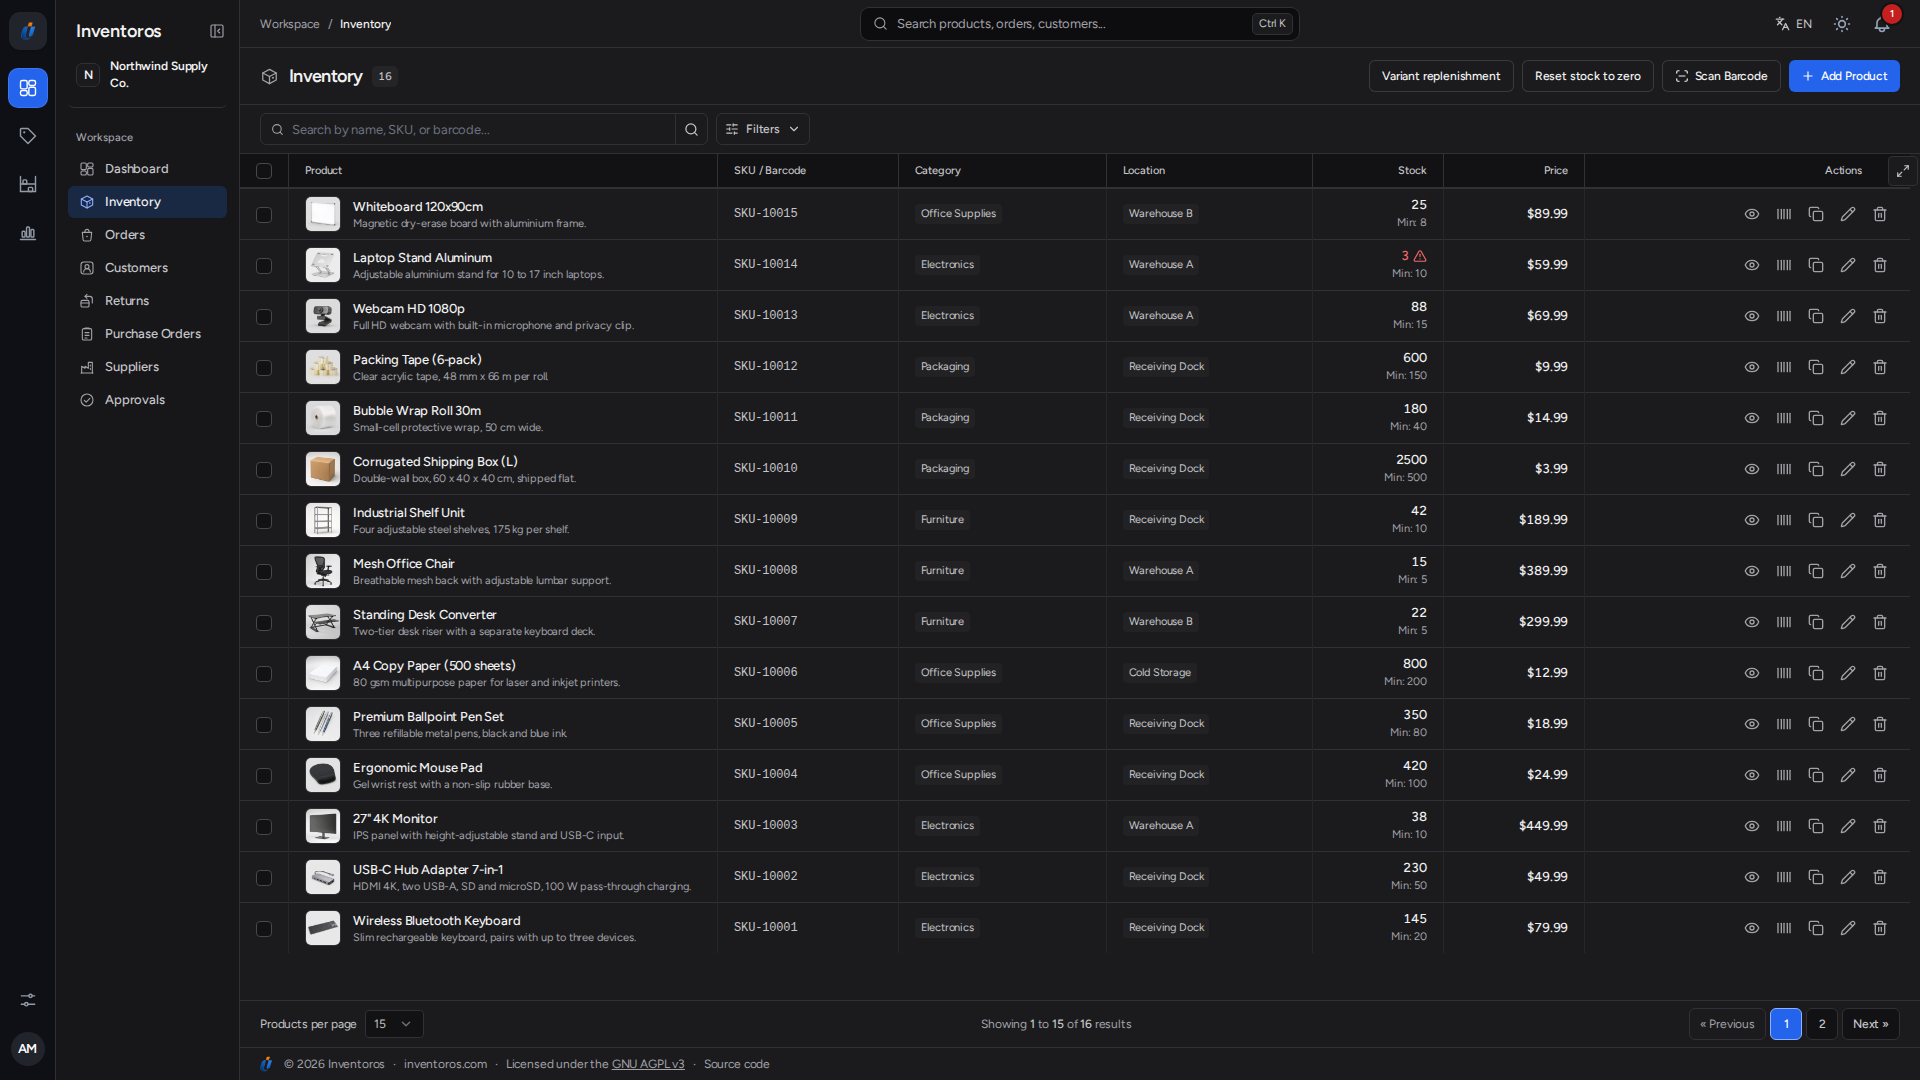 Inventoros
N Northwind Supply
Co.
Workspace
Dashboard
Inventory
Orders
Customers
Returns
Purchase Orders
Suppliers
Approvals
AM
Workspace / Inventory
Search products, orders, customers... Ctrl K
EN
1
Inventory 16
Variant replenishment
Reset stock to zero
Scan Barcode
Add Product
Search by name, SKU, or barcode...
Filters
Product SKU / Barcode Category Location Stock Price Actions
Whiteboard 120x90cm
Magnetic dry-erase board with aluminium frame.
SKU-10015 Office Supplies Warehouse B
25
Min: 8
$89.99
Laptop Stand Aluminum
Adjustable aluminium stand for 10 to 17 inch laptops.
SKU-10014 Electronics Warehouse A
3
Min: 10
$59.99
Webcam HD 1080p
Full HD webcam with built-in microphone and privacy clip.
SKU-10013 Electronics Warehouse A
88
Min: 15
$69.99
Packing Tape (6-pack)
Clear acrylic tape, 48 mm x 66 m per roll.
SKU-10012 Packaging Receiving Dock
600
Min: 150
$9.99
Bubble Wrap Roll 30m
Small-cell protective wrap, 50 cm wide.
SKU-10011 Packaging Receiving Dock
180
Min: 40
$14.99
Corrugated Shipping Box (L)
Double-wall box, 60 x 40 x 40 cm, shipped flat.
SKU-10010 Packaging Receiving Dock
2500
Min: 500
$3.99
Industrial Shelf Unit
Four adjustable steel shelves, 175 kg per shelf.
SKU-10009 Furniture Receiving Dock
42
Min: 10
$189.99
Mesh Office Chair
Breathable mesh back with adjustable lumbar support.
SKU-10008 Furniture Warehouse A
15
Min: 5
$389.99
Standing Desk Converter
Two-tier desk riser with a separate keyboard deck.
SKU-10007 Furniture Warehouse B
22
Min: 5
$299.99
A4 Copy Paper (500 sheets)
80 gsm multipurpose paper for laser and inkjet printers.
SKU-10006 Office Supplies Cold Storage
800
Min: 200
$12.99
Premium Ballpoint Pen Set
Three refillable metal pens, black and blue ink.
SKU-10005 Office Supplies Receiving Dock
350
Min: 80
$18.99
Ergonomic Mouse Pad
Gel wrist rest with a non-slip rubber base.
SKU-10004 Office Supplies Receiving Dock
420
Min: 100
$24.99
27" 4K Monitor
IPS panel with height-adjustable stand and USB-C input.
SKU-10003 Electronics Warehouse A
38
Min: 10
$449.99
USB-C Hub Adapter 7-in-1
HDMI 4K, two USB-A, SD and microSD, 100 W pass-through charging.
SKU-10002 Electronics Receiving Dock
230
Min: 50
$49.99
Wireless Bluetooth Keyboard
Slim rechargeable keyboard, pairs with up to three devices.
SKU-10001 Electronics Receiving Dock
145
Min: 20
$79.99
Products per page 15
Showing 1 to 15 of 16 results
« Previous 1 2 Next »
© 2026 Inventoros · inventoros.com · Licensed under the GNU AGPL v3 · Source code